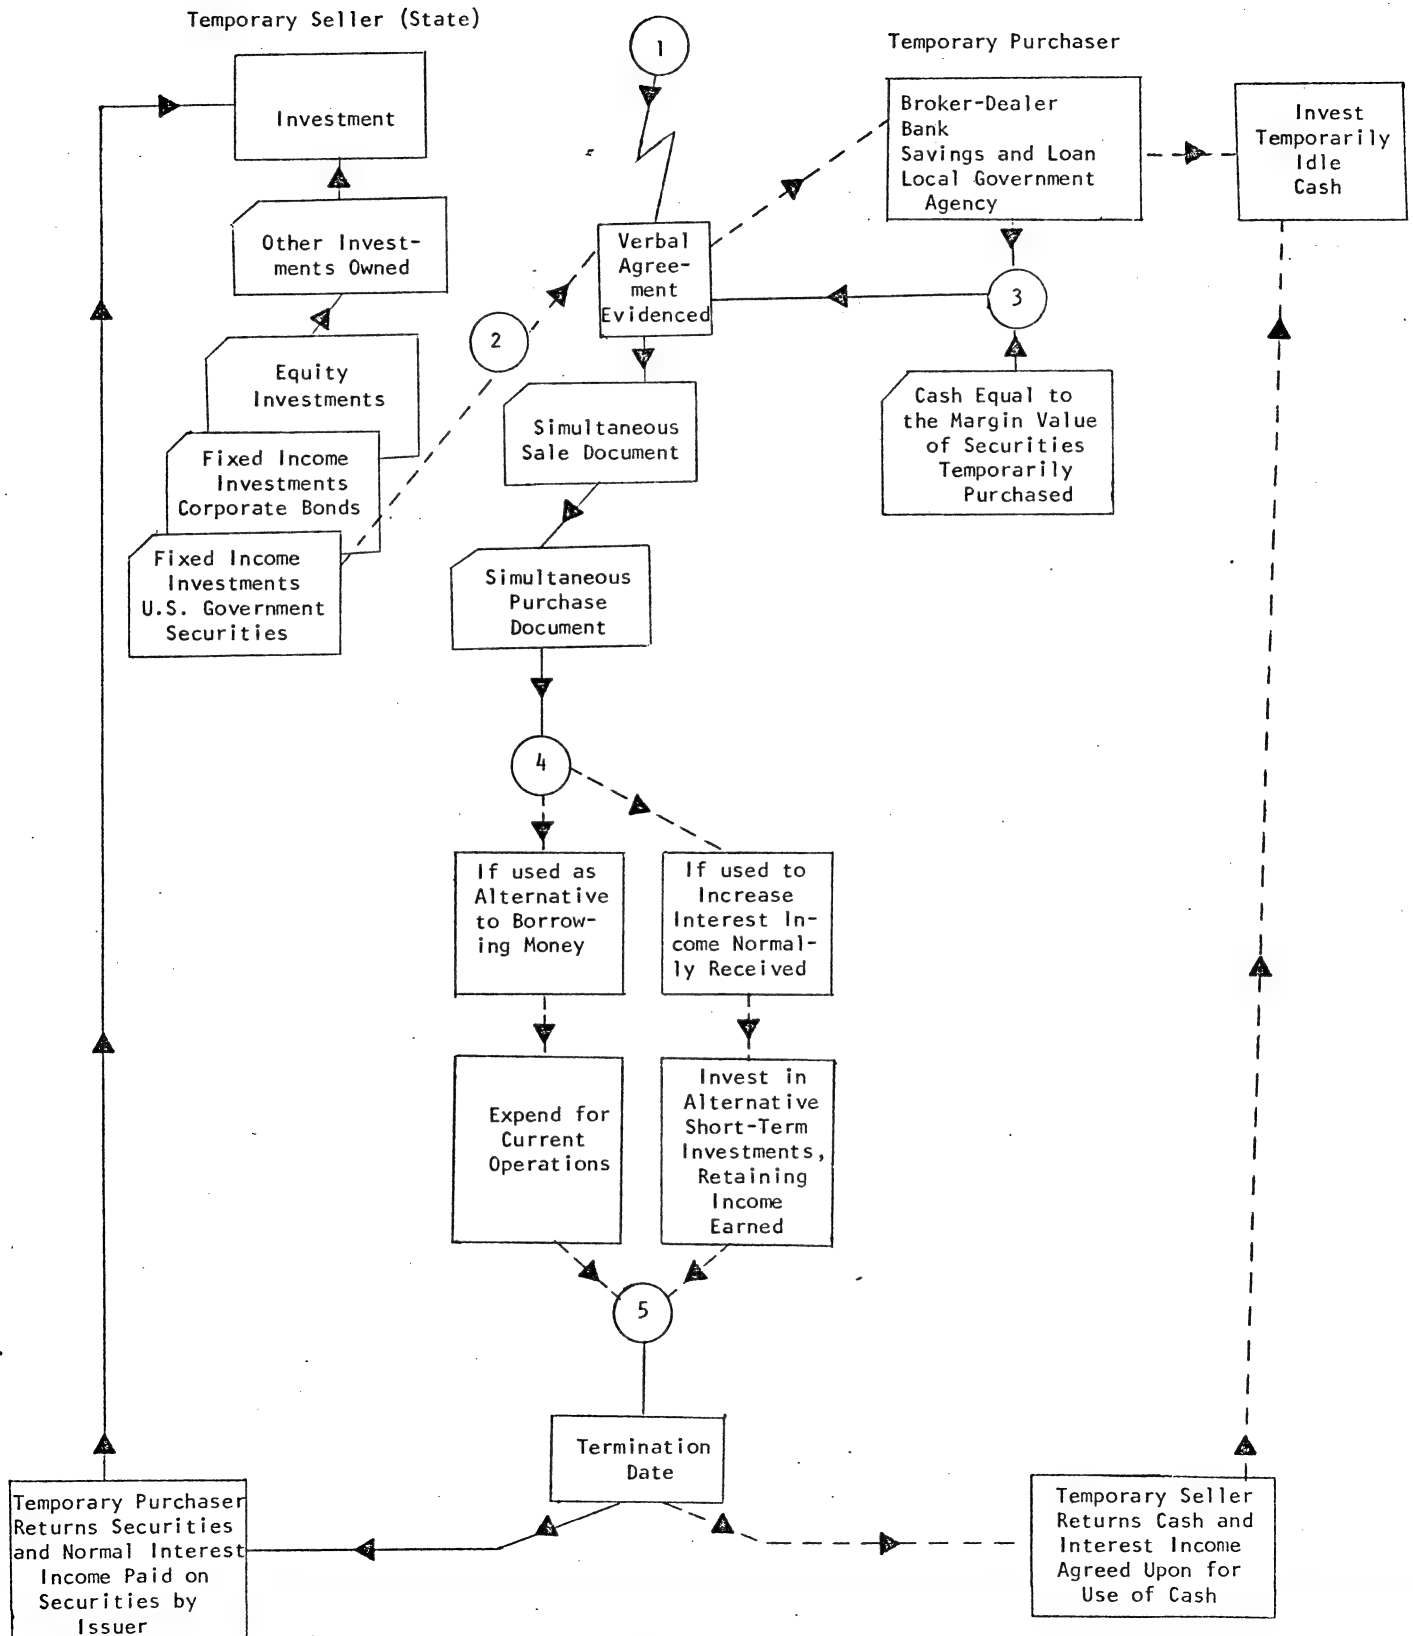 Temporary Seller (State)
1
Temporary Purchaser
Investment
Broker-Dealer
Bank
Savings and Loan
Local Government
Agency
Invest
Temporarily
Idle
Cash
Other Invest-
ments Owned
Verbal
Agree-
ment
Evidenced
3
2
Equity
Investments
Cash Equal to
the Margin Value
of Securities
Temporarily
Purchased
Simultaneous
Sale Document
Fixed Income
Investments
Corporate Bonds
Fixed Income
Investments
U.S. Government
Securities
Simultaneous
Purchase
Document
4
If used as
Alternative
to Borrow-
ing Money
If used to
Increase
Interest In-
come Normal-
ly Received
Expend for
Current
Operations
Invest in
Alternative
Short-Term
Investments,
Retaining
Income
Earned
5
Termination
Date
Temporary Purchaser
Returns Securities
and Normal Interest
Income Paid on
Securities by
Issuer
Temporary Seller
Returns Cash and
Interest Income
Agreed Upon for
Use of Cash